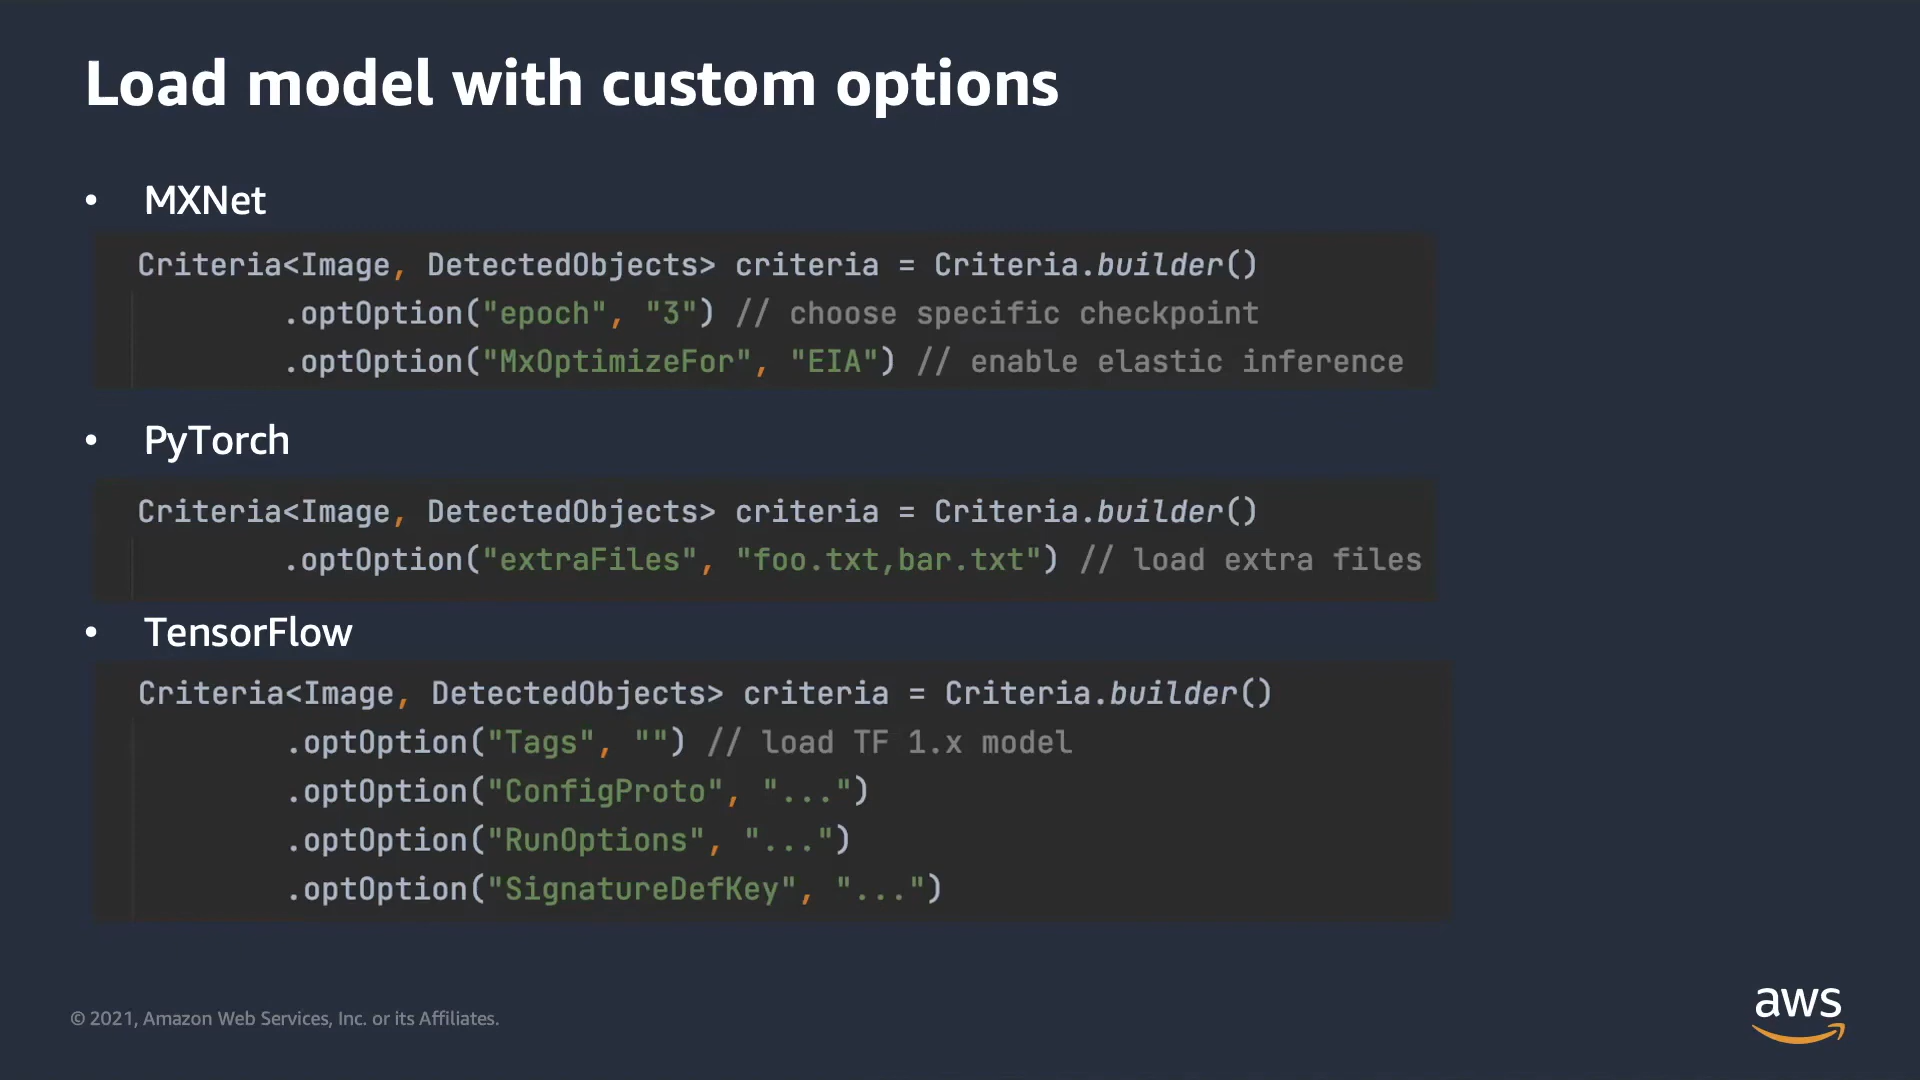 Load model with custom options
• MXNet
Criteria<Image, DetectedObjects> criteria = Criteria.builder()
.optOption("epoch", "3") // choose specific checkpoint
.optOption("MxOptimizeFor", "EIA") // enable elastic inference
• PyTorch
Criteria<Image, DetectedObjects> criteria = Criteria.builder()
.optOption("extraFiles", "foo.txt,bar.txt") // load extra files
• TensorFlow
Criteria<Image, DetectedObjects> criteria = Criteria.builder()
.optOption("Tags", "") // load TF 1.x model
.optOption("ConfigProto", "...")
.optOption("RunOptions", "...")
.optOption("SignatureDefKey", "...")
© 2021, Amazon Web Services, Inc. or its Affiliates.
aws